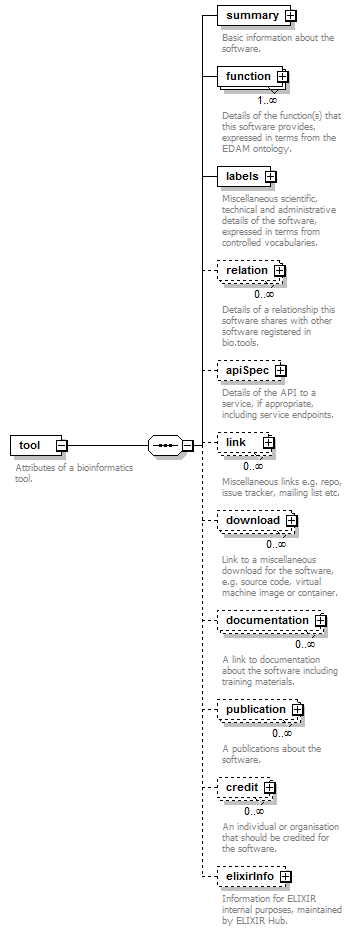 summary
Basic information about the
software.
function
1..∞
Details of the function(s) that
this software provides,
expressed in terms from the
EDAM ontology.
labels
Miscellaneous scientific,
technical and administrative
details of the software,
expressed in terms from
controlled vocabularies.
relation
0..∞
Details of a relationship this
software shares with other
software registered in
bio.tools.
apiSpec
Details of the API to a
service, if appropriate,
including service endpoints.
tool
Attributes of a bioinformatics
tool.
link
0..∞
Miscellaneous links e.g. repo,
issue tracker, mailing list etc.
download
0..∞
Link to a miscellaneous
download for the software,
e.g. source code, virtual
machine image or container.
documentation
0..∞
A link to documentation
about the software including
training materials.
publication
0..∞
A publications about the
software.
credit
0..∞
An individual or organisation
that should be credited for
the software.
elixirInfo
Information for ELIXIR
internal purposes, maintained
by ELIXIR Hub.